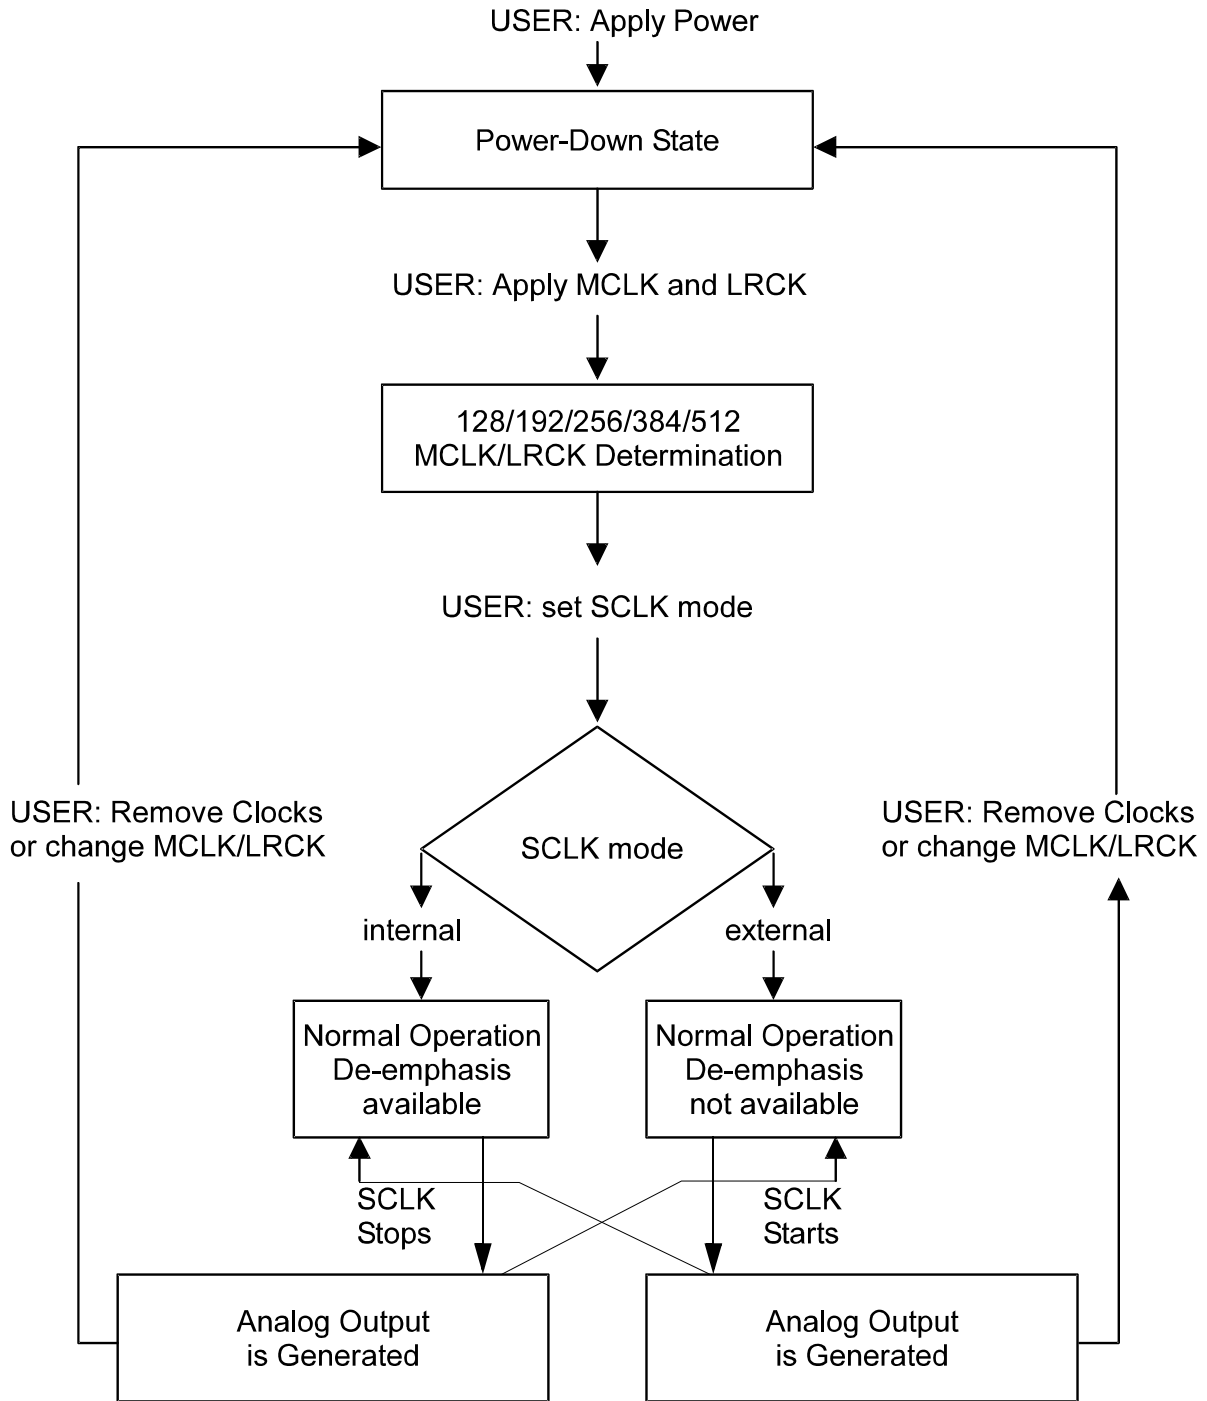 USER: Apply Power
Power-Down State
USER: Apply MCLK and LRCK
128/192/256/384/512
MCLK/LRCK Determination
USER: set SCLK mode
USER: Remove Clocks
or change MCLK/LRCK
SCLK mode
USER: Remove Clocks
or change MCLK/LRCK
internal
external
Normal Operation
De-emphasis
available
Normal Operation
De-emphasis
not available
SCLK
Stops
SCLK
Starts
Analog Output
is Generated
Analog Output
is Generated